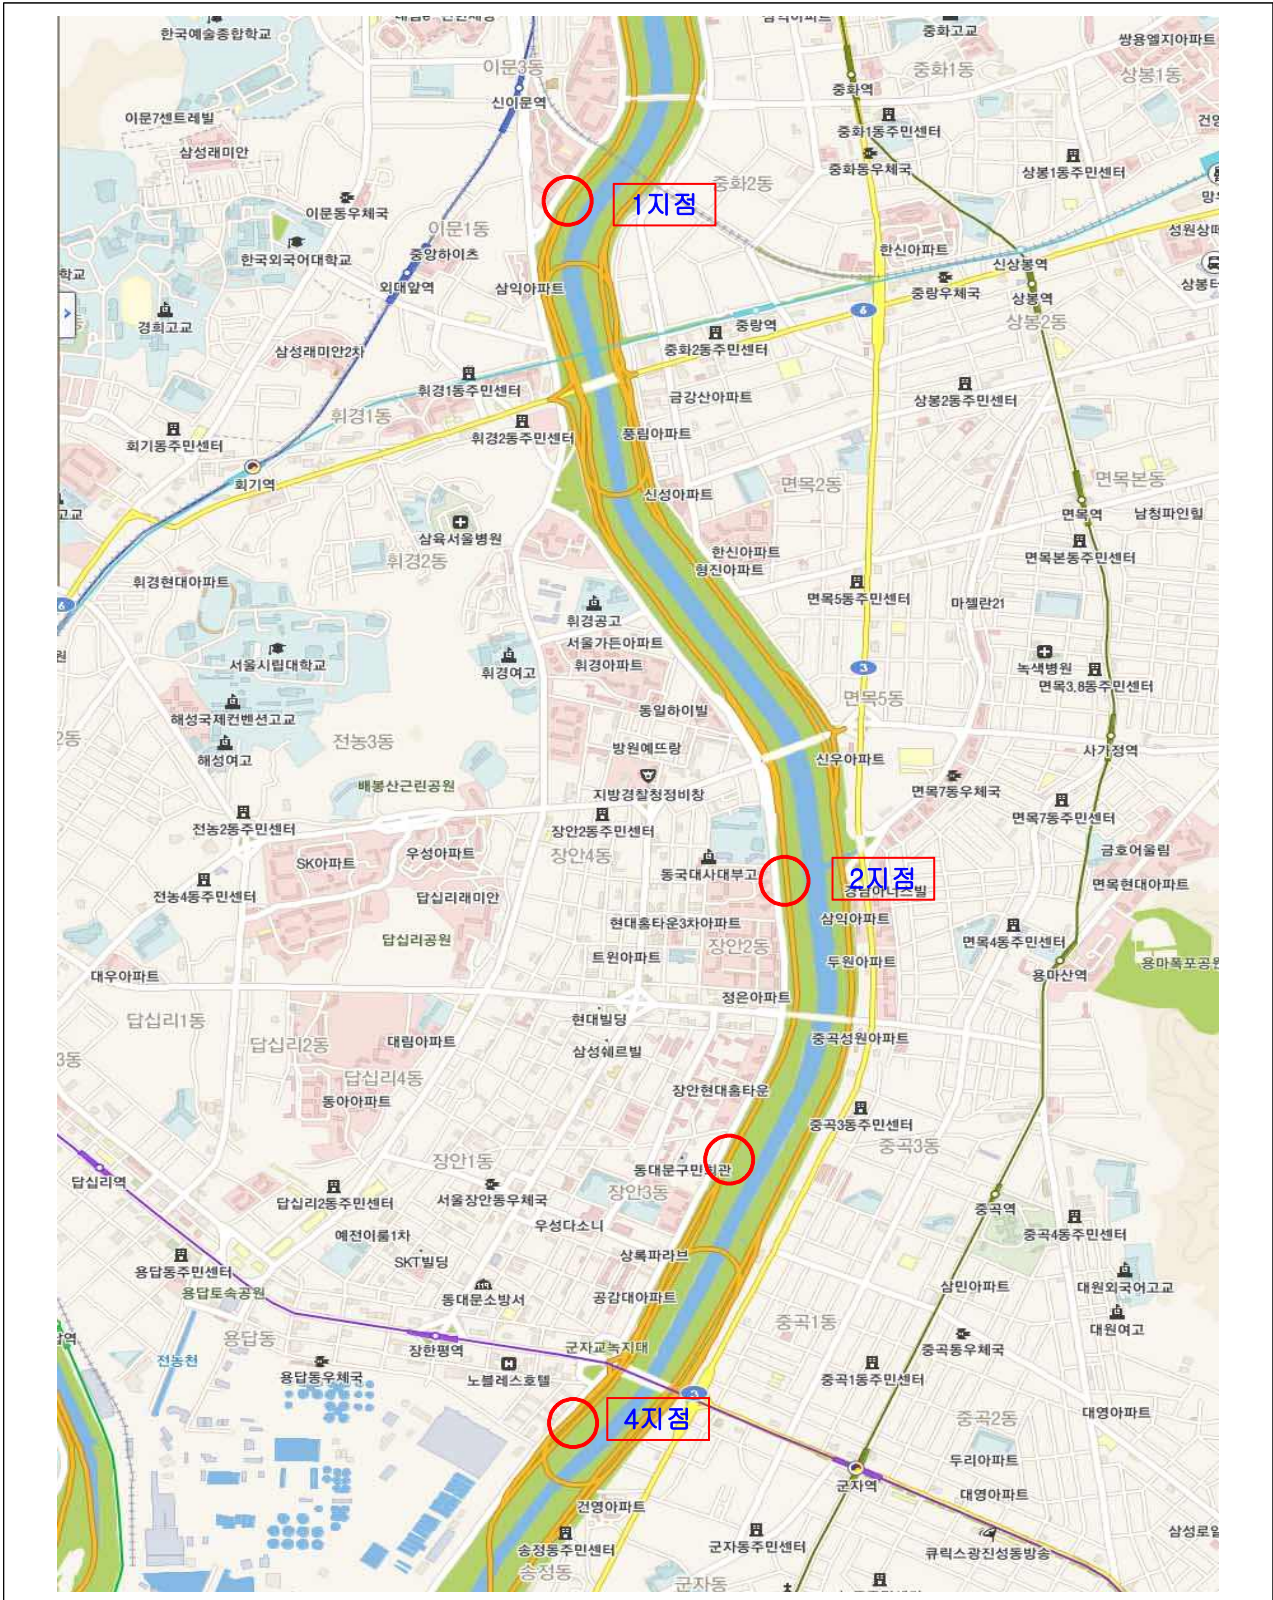 한국예술종합학교
중화고교
쌍용엘지아파트
이문3동
중화1동
상봉1동
신이문역
중화역
이문7센트레빌
중화1동주민센터
삼성래미안
중화동우체국
상봉1동주민센터
1지점
중화2동
이문동우체국
이문1동
한국외국어대학교
중앙하이츠
한신아파트
신상봉역
외대앞역
삼익아파트
중랑우체국
상봉역
경희고교
중랑역
6
상봉2동
삼성래미안2차
중화2동주민센터
휘경1동주민센터
금강산아파트
상봉2동주민센터
휘경1동
회기동주민센터
휘경2동주민센터
풍림아파트
회기역
신성아파트
면목2동
면목본동
면목역
남청파인힐
삼육서울병원
휘경2동
한신아파트
형진아파트
면목본동주민센터
휘경현대아파트
면목5동주민센터
마젤란21
6
휘경공고
서울가든아파트
서울시립대학교
휘경여고
휘경아파트
3
녹색병원
면목3.8동주민센터
해성국제컨벤션고교
동일하이빌
면목5동
전농3동
방원예뜨랑
사가정역
해성여고
신우아파트
배봉산근린공원
지방경찰청정비창
면목7동우체국
전농2동주민센터
장안2동주민센터
면목7동주민센터
SK아파트
우성아파트
장안4동
금호어울림
동국대사대부고
2지점
전농4동주민센터
답십리래미안
면목현대아파트
현대홈타운3차아파트
삼익아파트
답십리공원
장안2동
면목4동주민센터
대우아파트
트윈아파트
두원아파트
용마산역
정은아파트
답십리1동
현대빌딩
답십리2동
대림아파트
삼성쉐르빌
중곡성원아파트
답십리4동
장안현대홈타운
동아아파트
중곡3동주민센터
중곡3동
장안1동
동대문구민회관
답십리역
장안3동
답십리2동주민센터
서울장안동우체국
중곡역
예전이룸1차
우성다소니
중곡4동주민센터
SKT빌딩
상록파라브
용답동주민센터
삼민아파트
대원외국어고교
용답토속공원
동대문소방서
공감대아파트
중곡1동
대원여고
용답동
장한평역
군자교녹지대
중곡동우체국
전농천
용답동우체국
노블레스호텔
중곡1동주민센터
4지점
중곡2동
대영아파트
두리아파트
군자역
대영아파트
건영아파트
송정동주민센터
군자동주민센터
큐릭스광진성동방송
송정동
군자동